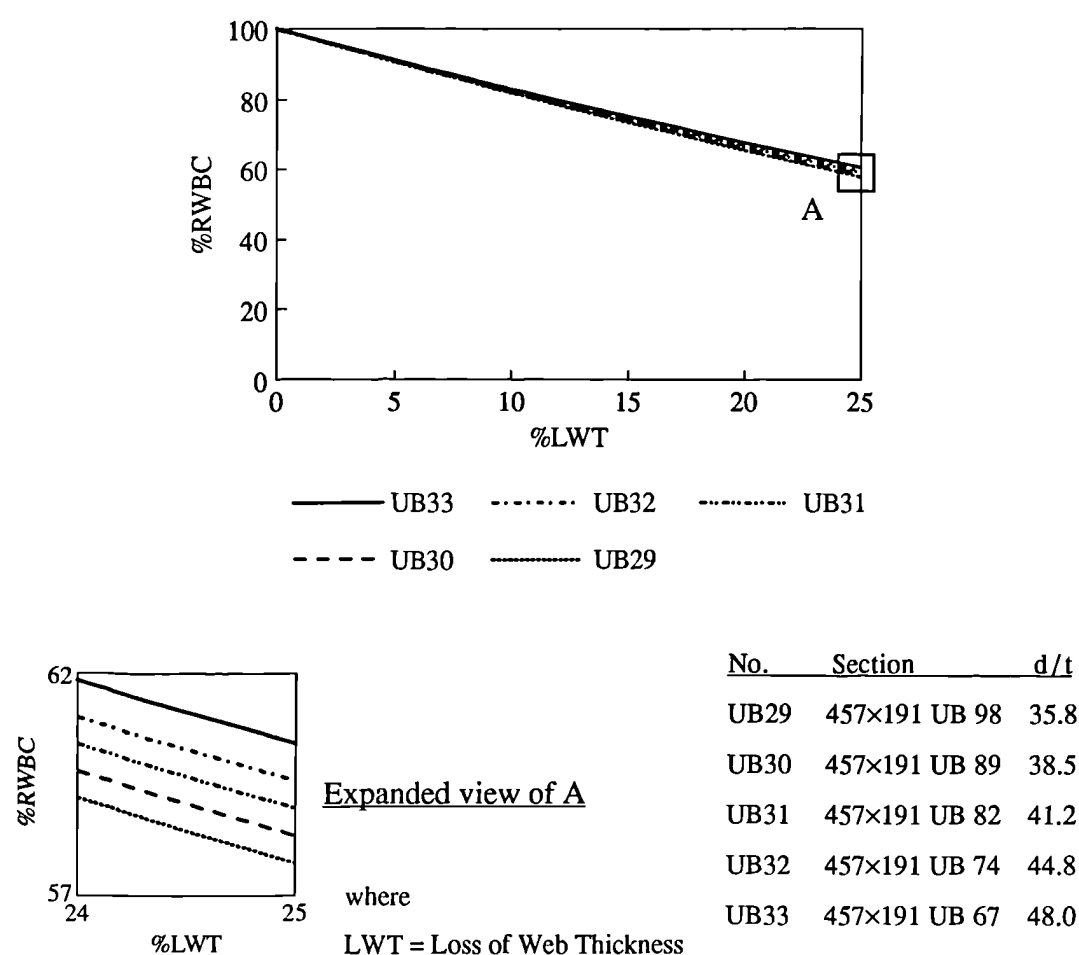 100
80
60
40
20
0
%RWBC
A
0 5 10 15 20 25
%LWT
UB33 UB32 UB31
UB30 UB29
62
57
%RWBC
24 25
%LWT
Expanded view of A
where
LWT = Loss of Web Thickness
No. Section d/t
UB29 457×191 UB 98 35.8
UB30 457×191 UB 89 38.5
UB31 457×191 UB 82 41.2
UB32 457×191 UB 74 44.8
UB33 457×191 UB 67 48.0